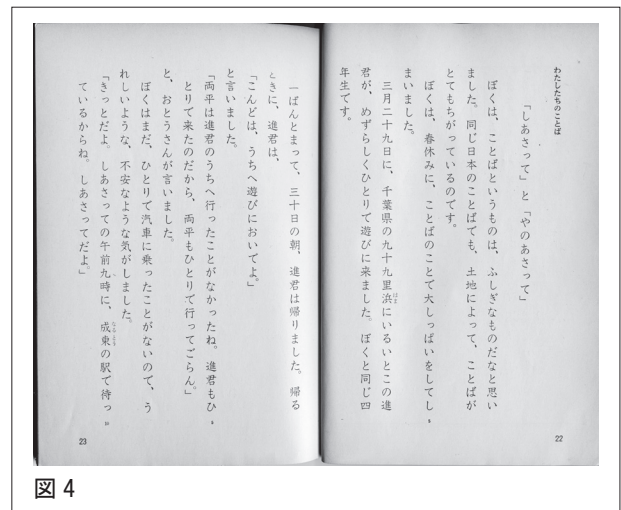 わたしたちのことば
「しあさって」と「やのあさって」
ぼくは、ことばというものは、ふしぎなものだなと思い
ました。同じ日本のことばでも、土地によって、ことばが
とてもちがっているのです。
ぼくは、春休みに、ことばのことで大しっぱいをしてし
まいました。
三月二十九日に、千葉県の九十九里浜にいるいとこの進
君が、めずらしくひとりで遊びに来ました。ぼくと同じ四
年生です。
22
一ばんとまって、三十日の朝、進君は帰りました。帰る
ときに、進君は、
「こんどは、うちへ遊びにおいでよ。」
と言いました。
「両平は進君のうちへ行ったことがなかったね。進君もひ
とりで来たのだから、両平もひとりで行ってごらん。」
と、おとうさんが言いました。
ぼくはまだ、ひとりで汽車に乗ったことがないので、う
れしいような、不安なような気がしました。
「きっとだよ。しあさっての午前九時に、成東の駅で待っ
ているからね。しあさってだよ。」
23
図4